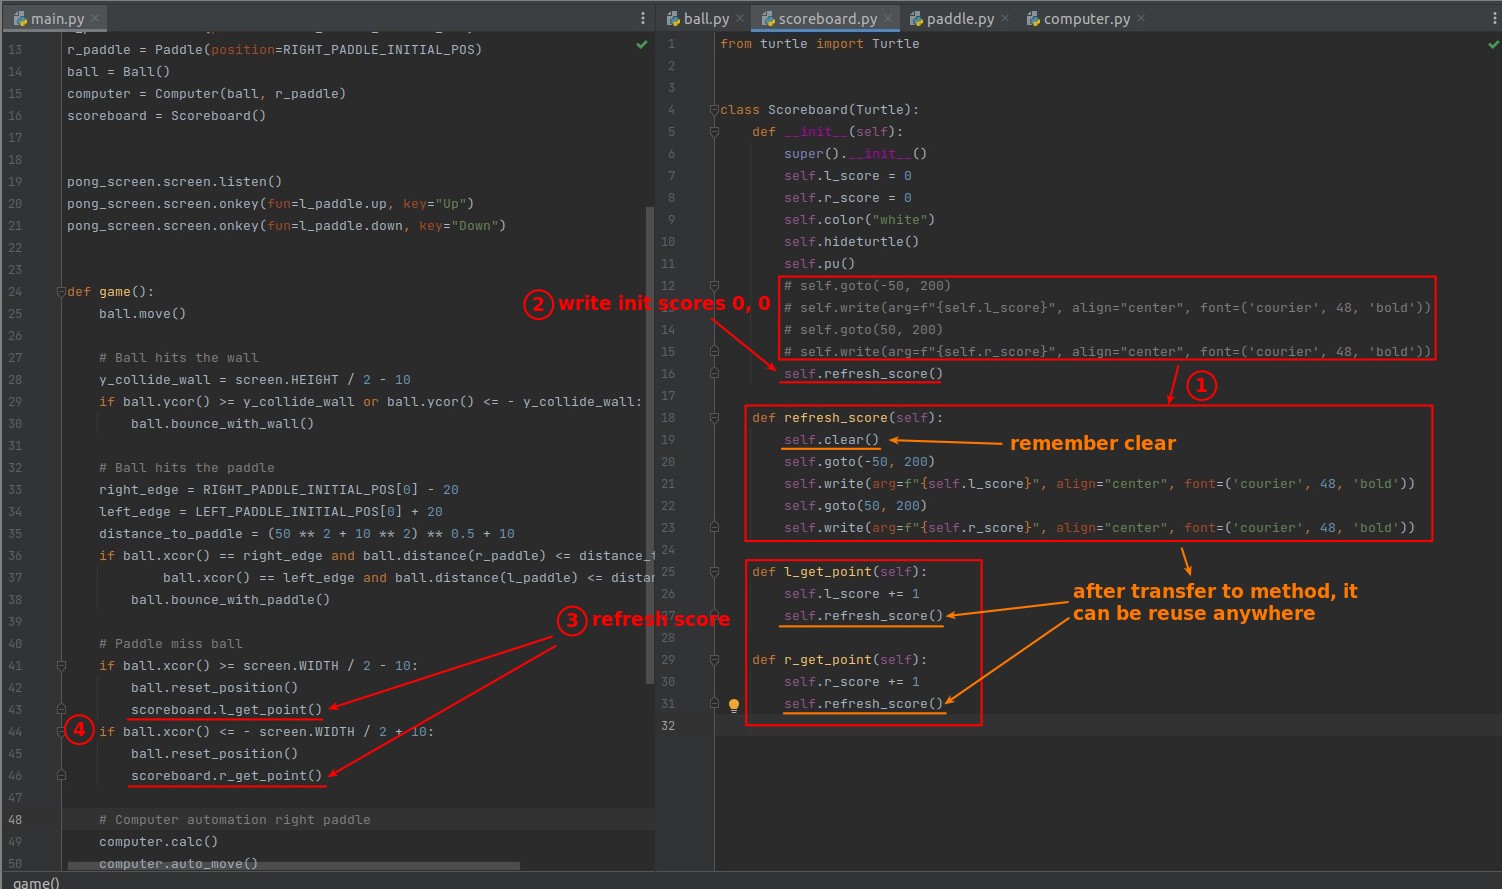 main.py
13 r_paddle = Paddle(position=RIGHT_PADDLE_INITIAL_POS)
14 ball = Ball()
15 computer = Computer(ball, r_paddle)
16 scoreboard = Scoreboard()
17
18
19 pong_screen.screen.listen()
20 pong_screen.screen.onkey(fun=l_paddle.up, key="Up")
21 pong_screen.screen.onkey(fun=l_paddle.down, key="Down")
22
23
24 def game():
25 ball.move()
26
27 # Ball hits the wall
28 y_collide_wall = screen.HEIGHT / 2 - 10
29 if ball.ycor() >= y_collide_wall or ball.ycor() <= - y_collide_wall:
30 ball.bounce_with_wall()
31
32 # Ball hits the paddle
33 right_edge = RIGHT_PADDLE_INITIAL_POS[0] - 20
34 left_edge = LEFT_PADDLE_INITIAL_POS[0] + 20
35 distance_to_paddle = (50 ** 2 + 10 ** 2) ** 0.5 + 10
36 if ball.xcor() == right_edge and ball.distance(r_paddle) <= distance_t
37 ball.xcor() == left_edge and ball.distance(l_paddle) <= distan
38 ball.bounce_with_paddle()
39
40 # Paddle miss ball
41 if ball.xcor() >= screen.WIDTH / 2 - 10:
42 ball.reset_position()
43 scoreboard.l_get_point()
44 if ball.xcor() <= - screen.WIDTH / 2 + 10:
45 ball.reset_position()
46 scoreboard.r_get_point()
47
48 # Computer automation right paddle
49 computer.calc()
50 computer.auto_move()
game()
ball.py scoreboard.py paddle.py computer.py
1 from turtle import Turtle
2
3
4 class Scoreboard(Turtle):
5 def __init__(self):
6 super().__init__()
7 self.l_score = 0
8 self.r_score = 0
9 self.color("white")
10 self.hideturtle()
11 self.pu()
12 # self.goto(-50, 200)
# self.write(arg=f"{self.l_score}", align="center", font=('courier', 48, 'bold'))
14 # self.goto(50, 200)
15 # self.write(arg=f"{self.r_score}", align="center", font=('courier', 48, 'bold'))
16 self.refresh_score()
17
18 def refresh_score(self):
19 self.clear()
20 self.goto(-50, 200)
21 self.write(arg=f"{self.l_score}", align="center", font=('courier', 48, 'bold'))
22 self.goto(50, 200)
23 self.write(arg=f"{self.r_score}", align="center", font=('courier', 48, 'bold'))
24
25 def l_get_point(self):
26 self.l_score += 1
27 self.refresh_score()
28
29 def r_get_point(self):
30 self.r_score += 1
31 self.refresh_score()
32
1
2 write init scores 0, 0
remember clear
3 refresh score
after transfer to method, it
can be reuse anywhere
4